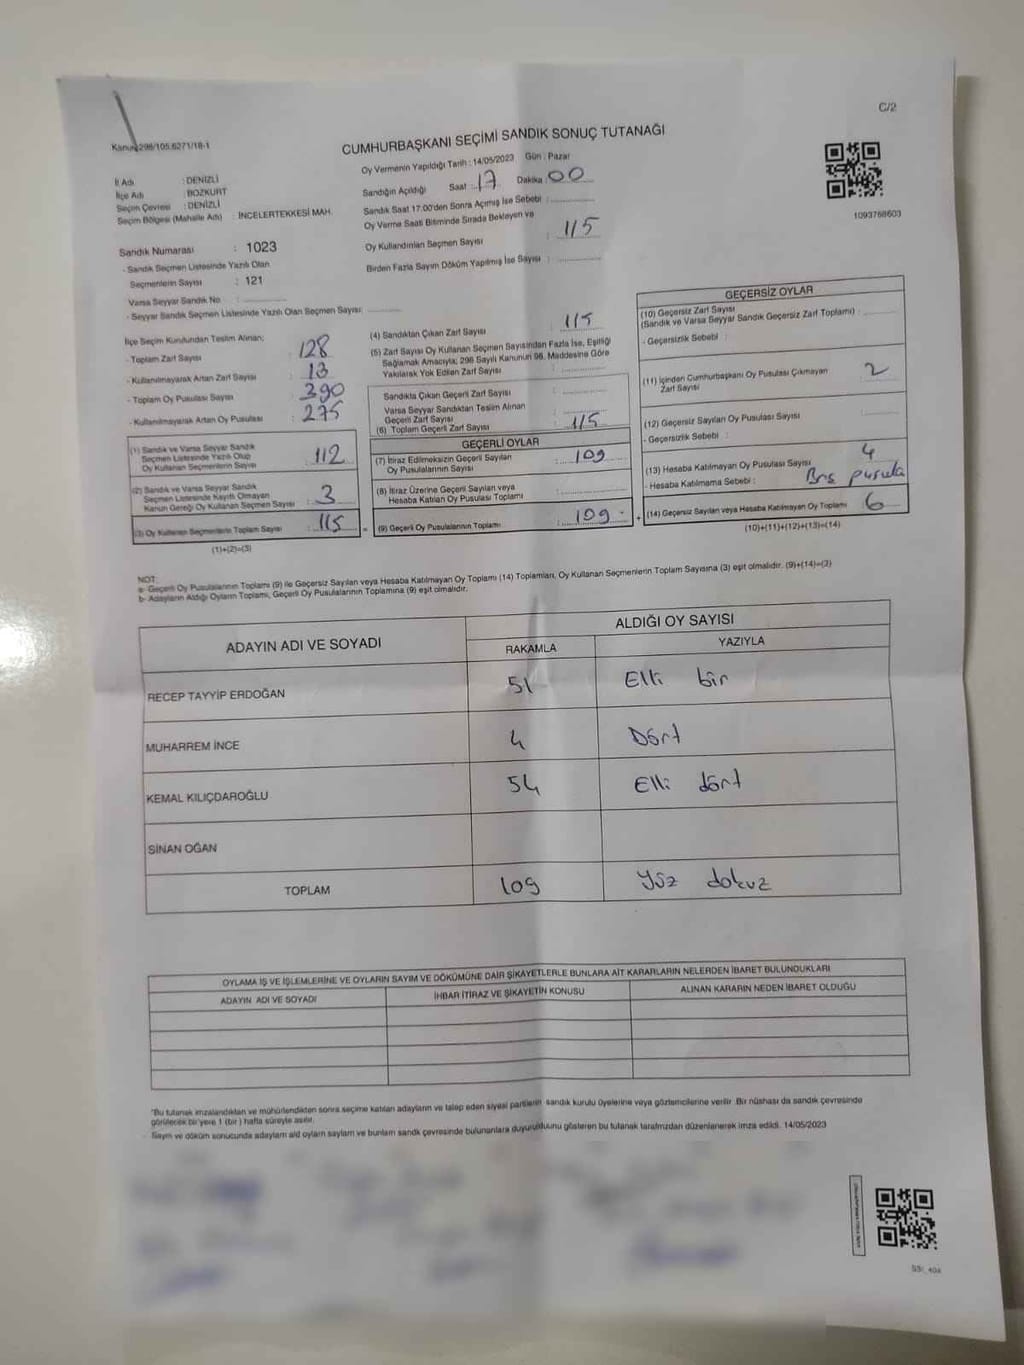 C/2
Kanun 298/105.6271/18-1
CUMHURBAŞKANI SEÇİMİ SANDIK SONUÇ TUTANAĞI
İl Adı : DENİZLİ
İlçe Adı : BOZKURT
Seçim Çevresi : DENİZLİ
Seçim Bölgesi (Mahalle Adı) : İNCELERTEKKESİ MAH.
Oy Vermenin Yapıldığı Tarih : 14/05/2023 Gün : Pazar
Sandığın Açıldığı Saat : 17 Dakika 00
Sandık Saat 17.00'den Sonra Açımış İse Sebebi :
Oy Verme Saati Bitiminde Sırada Bekleyen ve
Oy Kullandırılan Seçmen Sayısı : 115
Birden Fazla Sayım Döküm Yapılmış İse Sayısı :
1093768603
Sandık Numarası : 1023
- Sandık Seçmen Listesinde Yazılı Olan
Seçmenlerin Sayısı : 121
Varsa Seyyar Sandık No :
- Seyyar Sandık Seçmen Listesinde Yazılı Olan Seçmen Sayısı:
İlçe Seçim Kurulundan Teslim Alınan;
- Toplam Zarf Sayısı : 128
- Kullanılmayarak Artan Zarf Sayısı : 13
- Toplam Oy Pusulası Sayısı : 390
- Kullanılmayarak Artan Oy Pusulası : 275
(1) Sandık ve Varsa Seyyar Sandık
Seçmen Listesinde Yazılı Olup
Oy Kullanan Seçmenlerin Sayısı : 112
(2) Sandık ve Varsa Seyyar Sandık
Seçmen Listesinde Kayıtlı Olmayan
Kanun Gereği Oy Kullanan Seçmen Sayısı : 3
(3) Oy Kullanan Seçmenlerin Toplam Sayısı : 115 =
(1)+(2)=(3)
(4) Sandıktan Çıkan Zarf Sayısı : 115
(5) Zarf Sayısı Oy Kullanan Seçmen Sayısından Fazla İse, Eşitliği
Sağlamak Amacıyla; 298 Sayılı Kanunun 98. Maddesine Göre
Yakılarak Yok Edilen Zarf Sayısı :
Sandıkta Çıkan Geçerli Zarf Sayısı :
Varsa Seyyar Sandıktan Teslim Alınan
Geçerli Zarf Sayısı :
(6) Toplam Geçerli Zarf Sayısı : 115
GEÇERLİ OYLAR
(7) İtiraz Edilmeksizin Geçerli Sayılan
Oy Pusulalarının Sayısı : 109
(8) İtiraz Üzerine Geçerli Sayılan veya
Hesaba Katılan Oy Pusulası Toplamı :
(9) Geçerli Oy Pusulalarının Toplamı : 109 +
GEÇERSİZ OYLAR
(10) Geçersiz Zarf Sayısı
(Sandık ve Varsa Seyyar Sandık Geçersiz Zarf Toplamı) :
- Geçersizlik Sebebi :
(11) İçinden Cumhurbaşkanı Oy Pusulası Çıkmayan
Zarf Sayısı : 2
(12) Geçersiz Sayılan Oy Pusulası Sayısı :
- Geçersizlik Sebebi :
(13) Hesaba Katılmayan Oy Pusulası Sayısı : 4
- Hesaba Katılmama Sebebi : Boş pusula
(14) Geçersiz Sayılan veya Hesaba Katılmayan Oy Toplamı : 6
(10)+(11)+(12)+(13)=(14)
NOT:
a- Geçerli Oy Pusulalarının Toplamı (9) ile Geçersiz Sayılan veya Hesaba Katılmayan Oy Toplamı (14) Toplamları, Oy Kullanan Seçmenlerin Toplam Sayısına (3) eşit olmalıdır. (9)+(14)=(3)
b- Adayların Aldığı Oyların Toplamı, Geçerli Oy Pusulalarının Toplamına (9) eşit olmalıdır.
ADAYIN ADI VE SOYADI
ALDIĞI OY SAYISI
RAKAMLA YAZIYLA
RECEP TAYYİP ERDOĞAN 51 Elli bir
MUHARREM İNCE 4 Dört
KEMAL KILIÇDAROĞLU 54 Elli dört
SİNAN OĞAN
TOPLAM 109 Yüz dokuz
OYLAMA İŞ VE İŞLEMLERİNE VE OYLARIN SAYIM VE DÖKÜMÜNE DAİR ŞİKAYETLERLE BUNLARA AİT KARARLARIN NELERDEN İBARET BULUNDUKLARI
ADAYIN ADI VE SOYADI İHBAR İTİRAZ VE ŞİKAYETİN KONUSU ALINAN KARARIN NEDEN İBARET OLDUĞU
*Bu tutanak imzalandıktan ve mühürlendikten sonra seçime katılan adayların ve talep eden siyasi partilerin sandık kurulu üyelerine veya gözlemcilerine verilir. Bir nüshası da sandık çevresinde
görülecek bir yere 1 (bir) hafta süreyle asılır.
Sayım ve döküm sonucunda adayların aldığı oyların sayıları ve bunların sandık çevresinde bulunanlara duyurulduğunu gösteren bu tutanak tarafımızdan düzenlenerek imza edildi. 14/05/2023